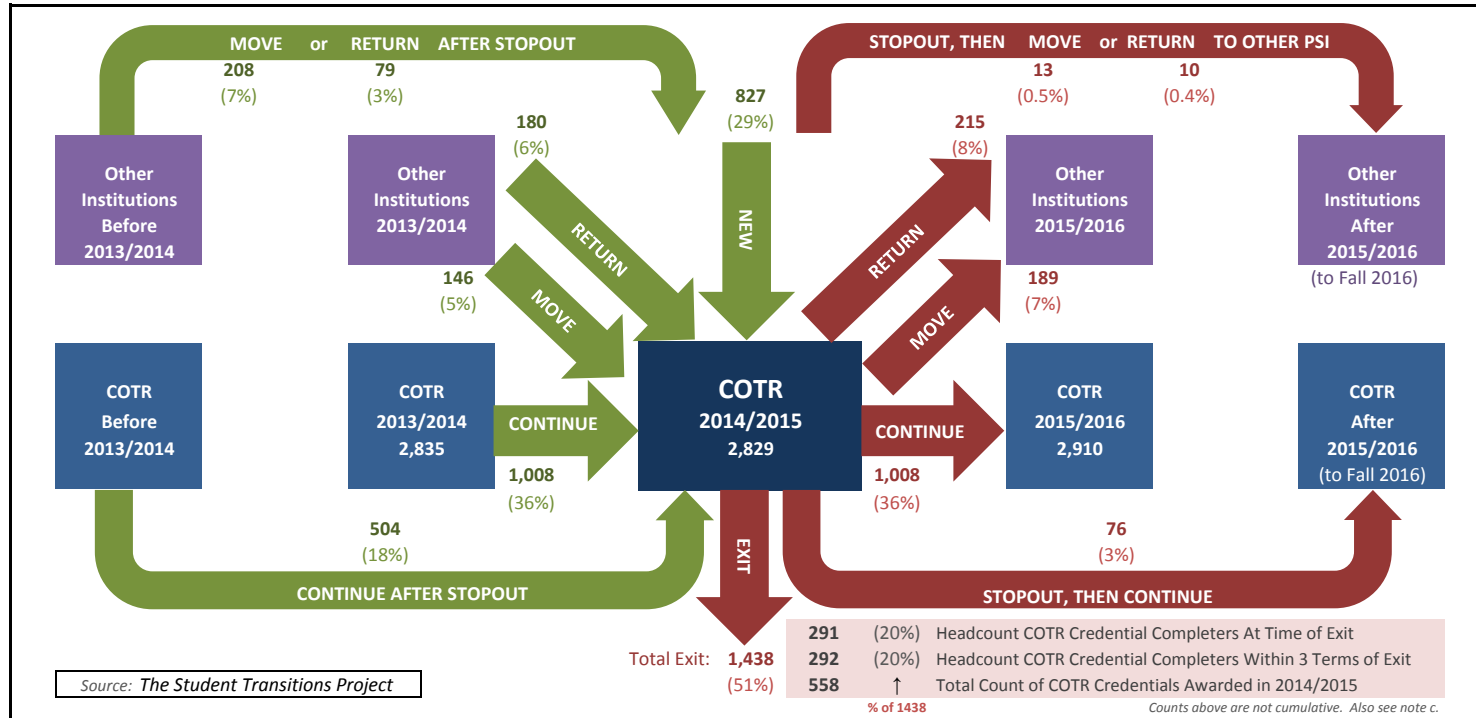 MOVE or RETURN AFTER STOPOUT
208 79
(7%) (3%)
STOPOUT, THEN MOVE or RETURN TO OTHER PSI
13 10
(0.5%) (0.4%)
180
(6%)
827
(29%)
215
(8%)
Other
Institutions
Before
2013/2014
Other
Institutions
2013/2014
RETURN
NEW
RETURN
Other
Institutions
2015/2016
Other
Institutions
After
2015/2016
(to Fall 2016)
146
(5%)
MOVE
MOVE
189
(7%)
COTR
Before
2013/2014
COTR
2013/2014
2,835
CONTINUE
1,008
(36%)
COTR
2014/2015
2,829
CONTINUE
1,008
(36%)
COTR
2015/2016
2,910
COTR
After
2015/2016
(to Fall 2016)
504
(18%)
CONTINUE AFTER STOPOUT
EXIT
76
(3%)
STOPOUT, THEN CONTINUE
Total Exit: 1,438
(51%)
291 (20%) Headcount COTR Credential Completers At Time of Exit
292 (20%) Headcount COTR Credential Completers Within 3 Terms of Exit
558 ↑ Total Count of COTR Credentials Awarded in 2014/2015
% of 1438
Counts above are not cumulative. Also see note c.
Source: The Student Transitions Project